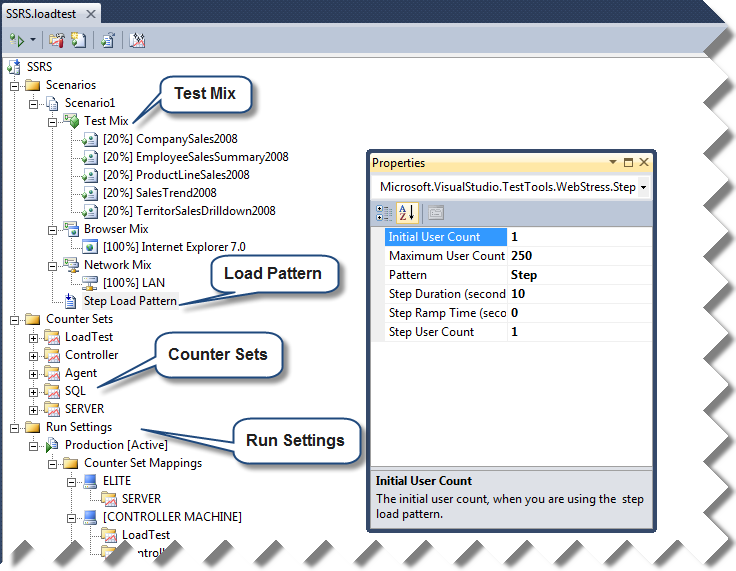 SSRS.loadtest
SSRS
Scenarios
Scenario1
Test Mix
Test Mix
[20%] CompanySales2008
[20%] EmployeeSalesSummary2008
[20%] ProductLineSales2008
[20%] SalesTrend2008
[20%] TerritorSalesDrilldown2008
Browser Mix
[100%] Internet Explorer 7.0
Network Mix
[100%] LAN
Load Pattern
Step Load Pattern
Counter Sets
LoadTest
Controller
Counter Sets
Agent
SQL
SERVER
Run Settings
Run Settings
Production [Active]
Counter Set Mappings
ELITE
SERVER
[CONTROLLER MACHINE]
LoadTest
Properties
Microsoft.VisualStudio.TestTools.WebStress.Step
Initial User Count 1
Maximum User Count 250
Pattern Step
Step Duration (second 10
Step Ramp Time (seco 0
Step User Count 1
Initial User Count
The initial user count, when you are using the step
load pattern.